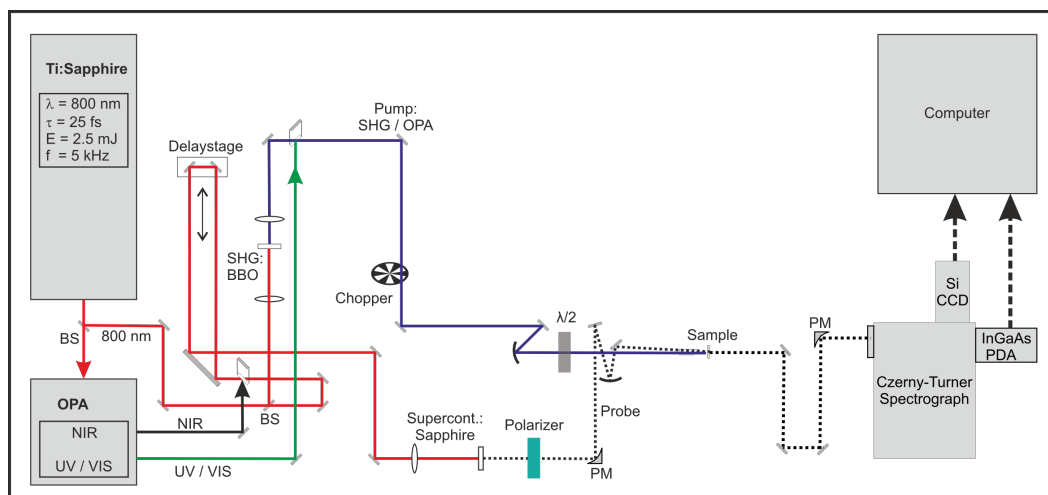 Ti:Sapphire
λ = 800 nm
τ = 25 fs
E = 2.5 mJ
f = 5 kHz
BS
800 nm
OPA
NIR
UV / VIS
NIR
UV / VIS
Delaystage
SHG:
BBO
BS
Pump:
SHG / OPA
Chopper
Supercont.:
Sapphire
Polarizer
λ/2
Probe
PM
Sample
PM
Computer
Si
CCD
InGaAs
PDA
Czerny-Turner
Spectrograph